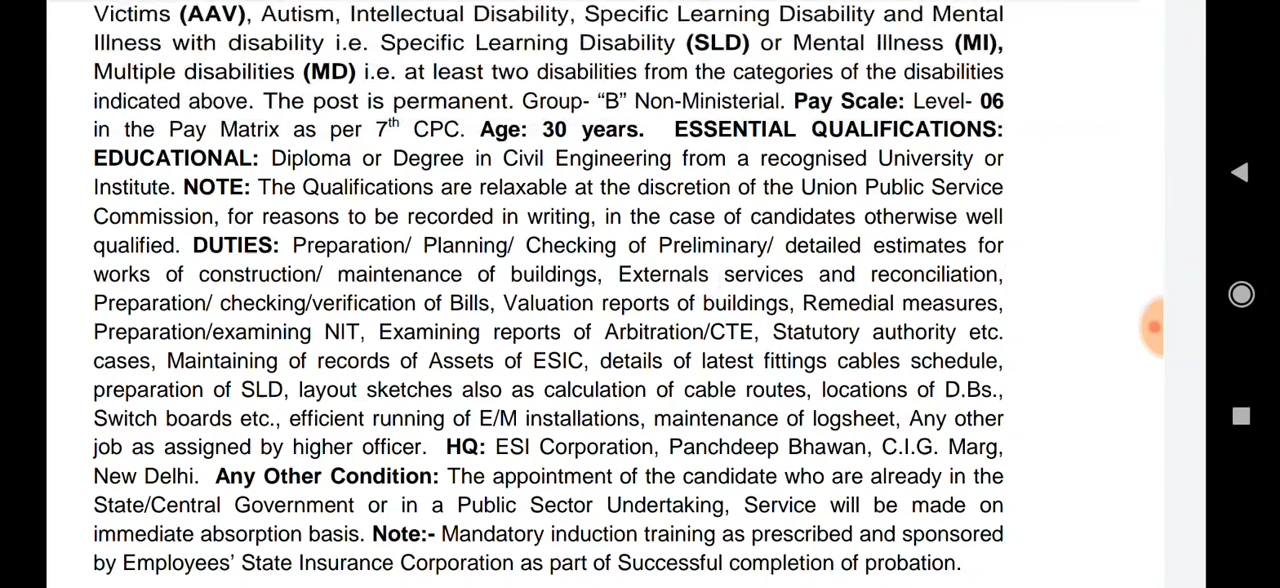 Victims (AAV), Autism, Intellectual Disability, Specific Learning Disability and Mental
Illness with disability i.e. Specific Learning Disability (SLD) or Mental Illness (MI),
Multiple disabilities (MD) i.e. at least two disabilities from the categories of the disabilities
indicated above. The post is permanent. Group- “B” Non-Ministerial. Pay Scale: Level- 06
in the Pay Matrix as per 7th CPC. Age: 30 years. ESSENTIAL QUALIFICATIONS:
EDUCATIONAL: Diploma or Degree in Civil Engineering from a recognised University or
Institute. NOTE: The Qualifications are relaxable at the discretion of the Union Public Service
Commission, for reasons to be recorded in writing, in the case of candidates otherwise well
qualified. DUTIES: Preparation/ Planning/ Checking of Preliminary/ detailed estimates for
works of construction/ maintenance of buildings, Externals services and reconciliation,
Preparation/ checking/verification of Bills, Valuation reports of buildings, Remedial measures,
Preparation/examining NIT, Examining reports of Arbitration/CTE, Statutory authority etc.
cases, Maintaining of records of Assets of ESIC, details of latest fittings cables schedule,
preparation of SLD, layout sketches also as calculation of cable routes, locations of D.Bs.,
Switch boards etc., efficient running of E/M installations, maintenance of logsheet, Any other
job as assigned by higher officer. HQ: ESI Corporation, Panchdeep Bhawan, C.I.G. Marg,
New Delhi. Any Other Condition: The appointment of the candidate who are already in the
State/Central Government or in a Public Sector Undertaking, Service will be made on
immediate absorption basis. Note:- Mandatory induction training as prescribed and sponsored
by Employees’ State Insurance Corporation as part of Successful completion of probation.